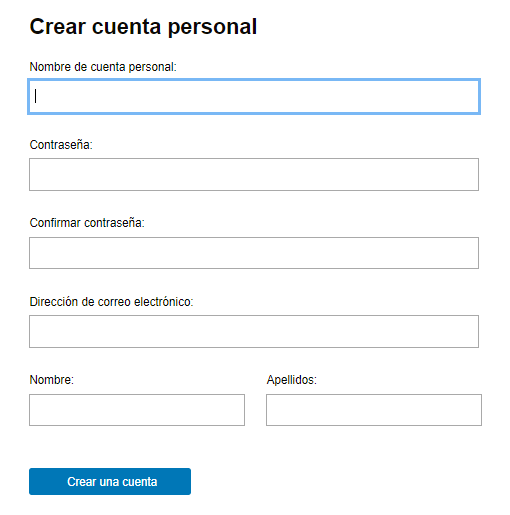 Crear cuenta personal
Nombre de cuenta personal:
Contraseña:
Confirmar contraseña:
Dirección de correo electrónico:
Nombre: Apellidos:
Crear una cuenta